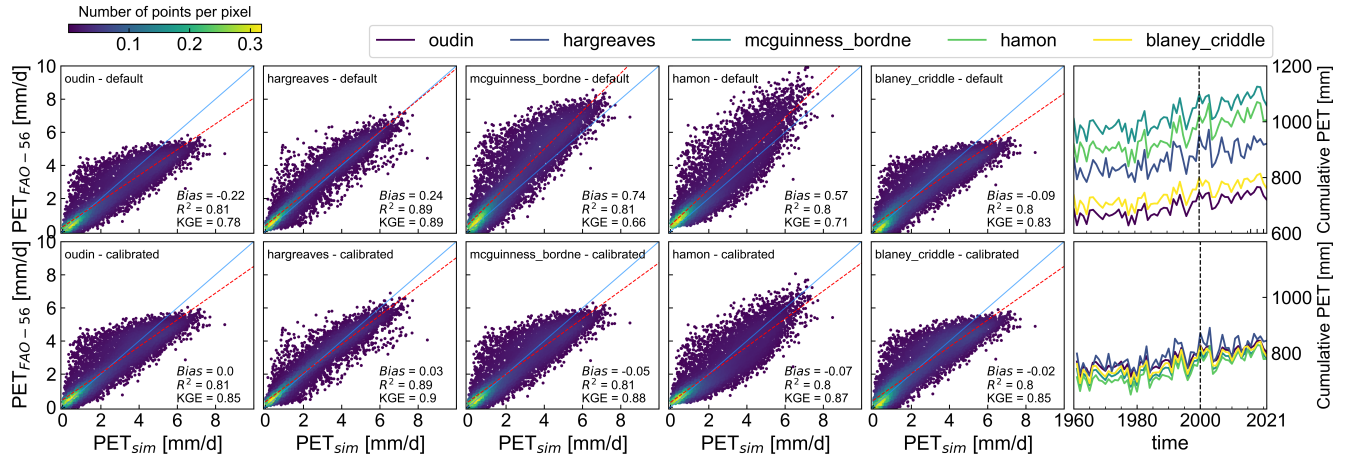 Number of points per pixel
0.1 0.2 0.3
oudin hargreaves mcguinness_bordne hamon blaney_criddle
PET_FAO−56 [mm/d]
10
8
6
4
2
0
oudin - default
Bias = -0.22
R² = 0.81
KGE = 0.78
hargreaves - default
Bias = 0.24
R² = 0.89
KGE = 0.89
mcguinness_bordne - default
Bias = 0.74
R² = 0.81
KGE = 0.66
hamon - default
Bias = 0.57
R² = 0.8
KGE = 0.71
blaney_criddle - default
Bias = -0.09
R² = 0.8
KGE = 0.83
1200
1000
800
600
Cumulative PET [mm]
PET_FAO−56 [mm/d]
10
8
6
4
2
0
oudin - calibrated
Bias = 0.0
R² = 0.81
KGE = 0.85
hargreaves - calibrated
Bias = 0.03
R² = 0.89
KGE = 0.9
mcguinness_bordne - calibrated
Bias = -0.05
R² = 0.81
KGE = 0.88
hamon - calibrated
Bias = -0.07
R² = 0.8
KGE = 0.87
blaney_criddle - calibrated
Bias = -0.02
R² = 0.8
KGE = 0.85
1000
800
Cumulative PET [mm]
0 2 4 6 8 0 2 4 6 8 0 2 4 6 8 0 2 4 6 8 0 2 4 6 8 1960 1980 2000 2021
PET_sim [mm/d] PET_sim [mm/d] PET_sim [mm/d] PET_sim [mm/d] PET_sim [mm/d] time